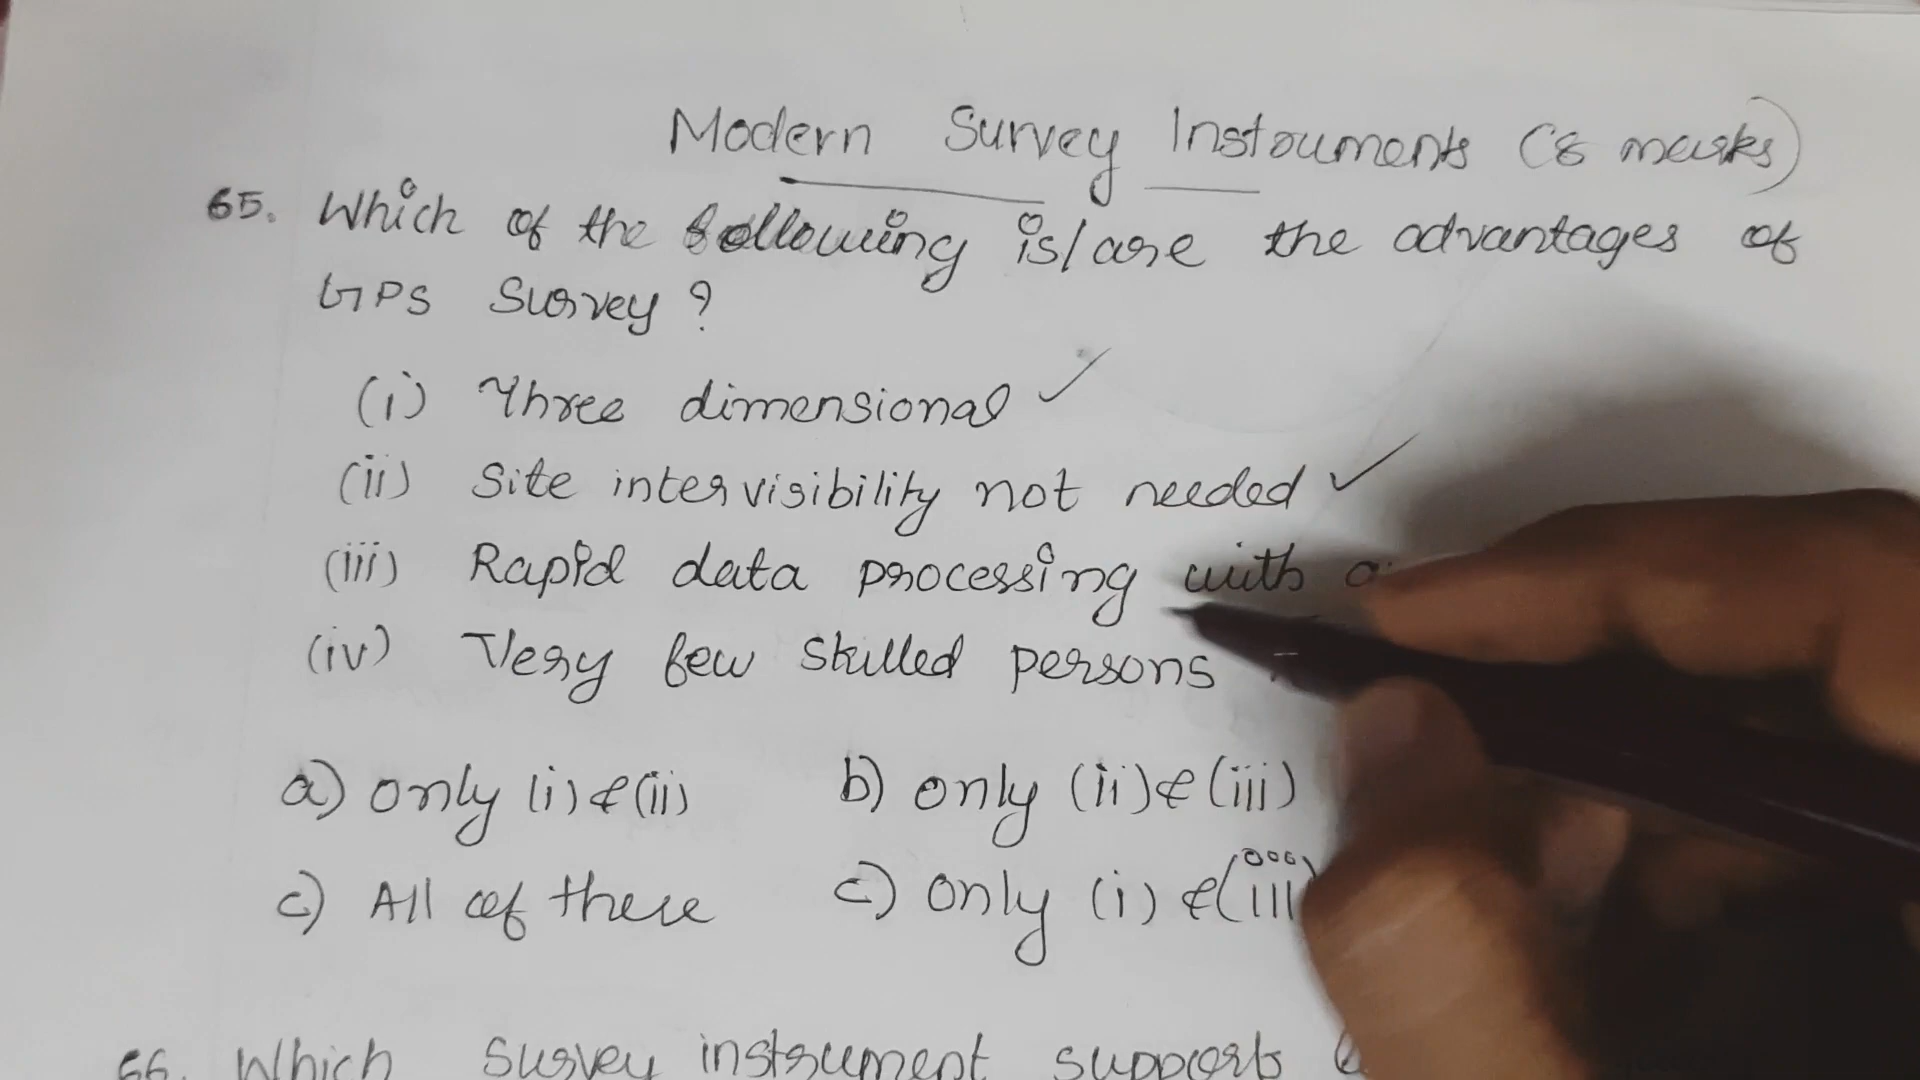 Modern Survey Instruments (8 marks)
65. Which of the following is/are the advantages of
GPS Survey ?
(i) Three dimensional ✓
(ii) Site intervisibility not needed ✓
(iii) Rapid data processing with
(iv) Very few skilled persons
a) only (i) & (ii) b) only (ii) & (iii)
c) All of these c) only (i) & (iii)
66. Which survey instrument supports